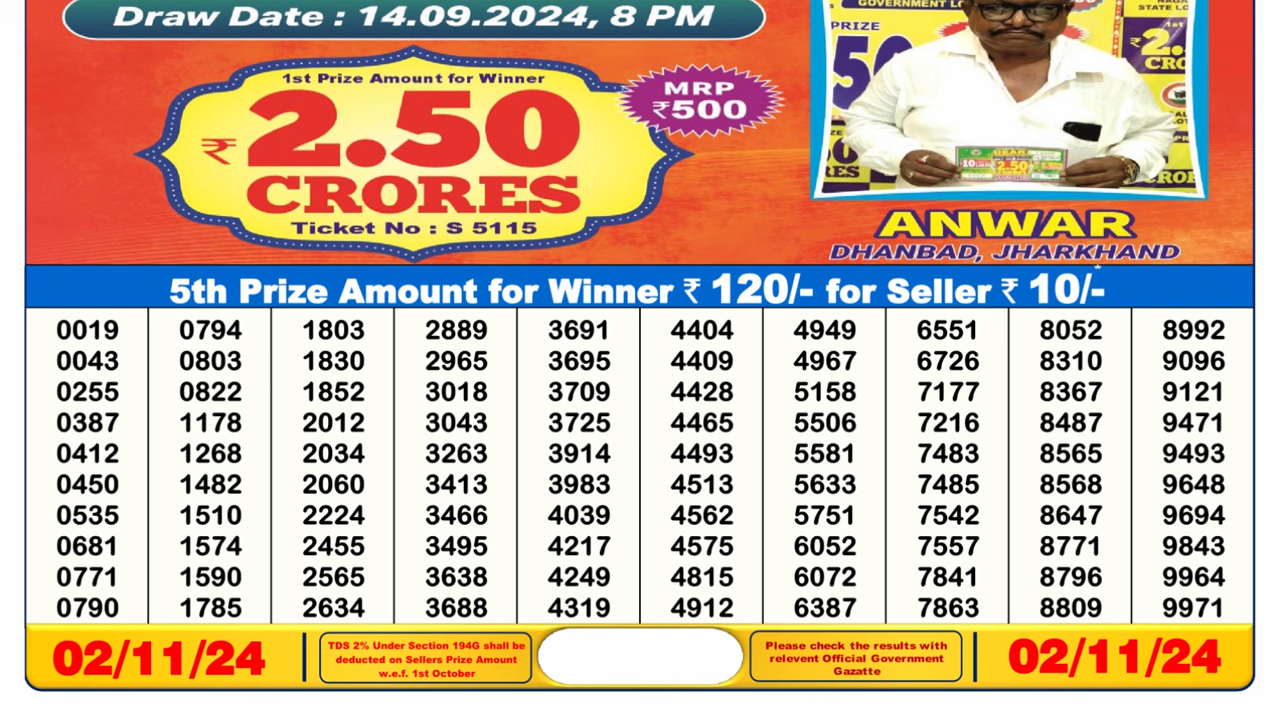 Draw Date : 14.09.2024, 8 PM
1st Prize Amount for Winner
₹ 2.50
CRORES
Ticket No : S 5115
MRP
₹500
PRIZE
50
ANWAR
DHANBAD, JHARKHAND
5th Prize Amount for Winner ₹ 120/- for Seller ₹ 10/-*
0019 0794 1803 2889 3691 4404 4949 6551 8052 8992
0043 0803 1830 2965 3695 4409 4967 6726 8310 9096
0255 0822 1852 3018 3709 4428 5158 7177 8367 9121
0387 1178 2012 3043 3725 4465 5506 7216 8487 9471
0412 1268 2034 3263 3914 4493 5581 7483 8565 9493
0450 1482 2060 3413 3983 4513 5633 7485 8568 9648
0535 1510 2224 3466 4039 4562 5751 7542 8647 9694
0681 1574 2455 3495 4217 4575 6052 7557 8771 9843
0771 1590 2565 3638 4249 4815 6072 7841 8796 9964
0790 1785 2634 3688 4319 4912 6387 7863 8809 9971
02/11/24
TDS 2% Under Section 194G shall be
deducted on Sellers Prize Amount
w.e.f. 1st October
Please check the results with
relevent Official Government
Gazatte
02/11/24